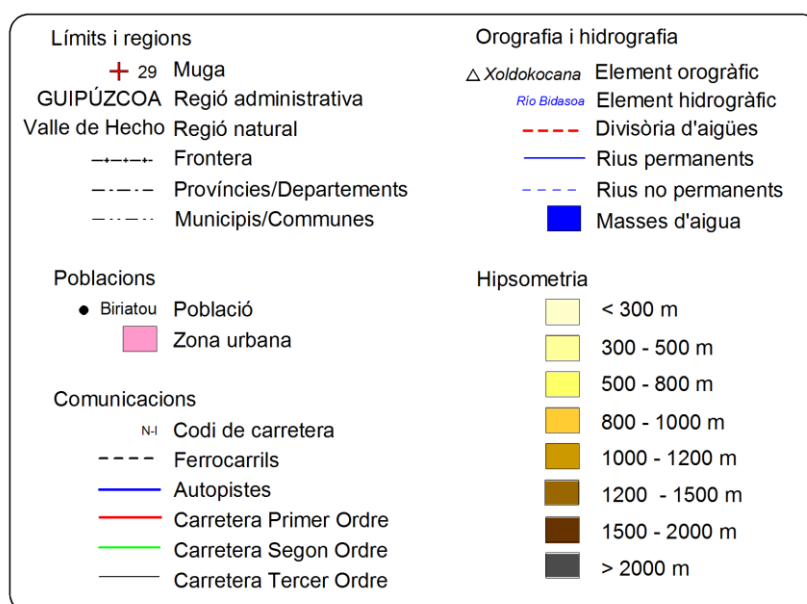 Límits i regions
29 Muga
GUIPÚZCOA Regió administrativa
Valle de Hecho Regió natural
Frontera
Províncies/Departements
Municipis/Communes
Poblacions
Biriatou Població
Zona urbana
Comunicacions
N-I Codi de carretera
Ferrocarrils
Autopistes
Carretera Primer Ordre
Carretera Segon Ordre
Carretera Tercer Ordre
Orografia i hidrografia
Xoldokocana Element orogràfic
Río Bidasoa Element hidrogràfic
Divisòria d'aigües
Rius permanents
Rius no permanents
Masses d'aigua
Hipsometria
< 300 m
300 - 500 m
500 - 800 m
800 - 1000 m
1000 - 1200 m
1200 - 1500 m
1500 - 2000 m
> 2000 m